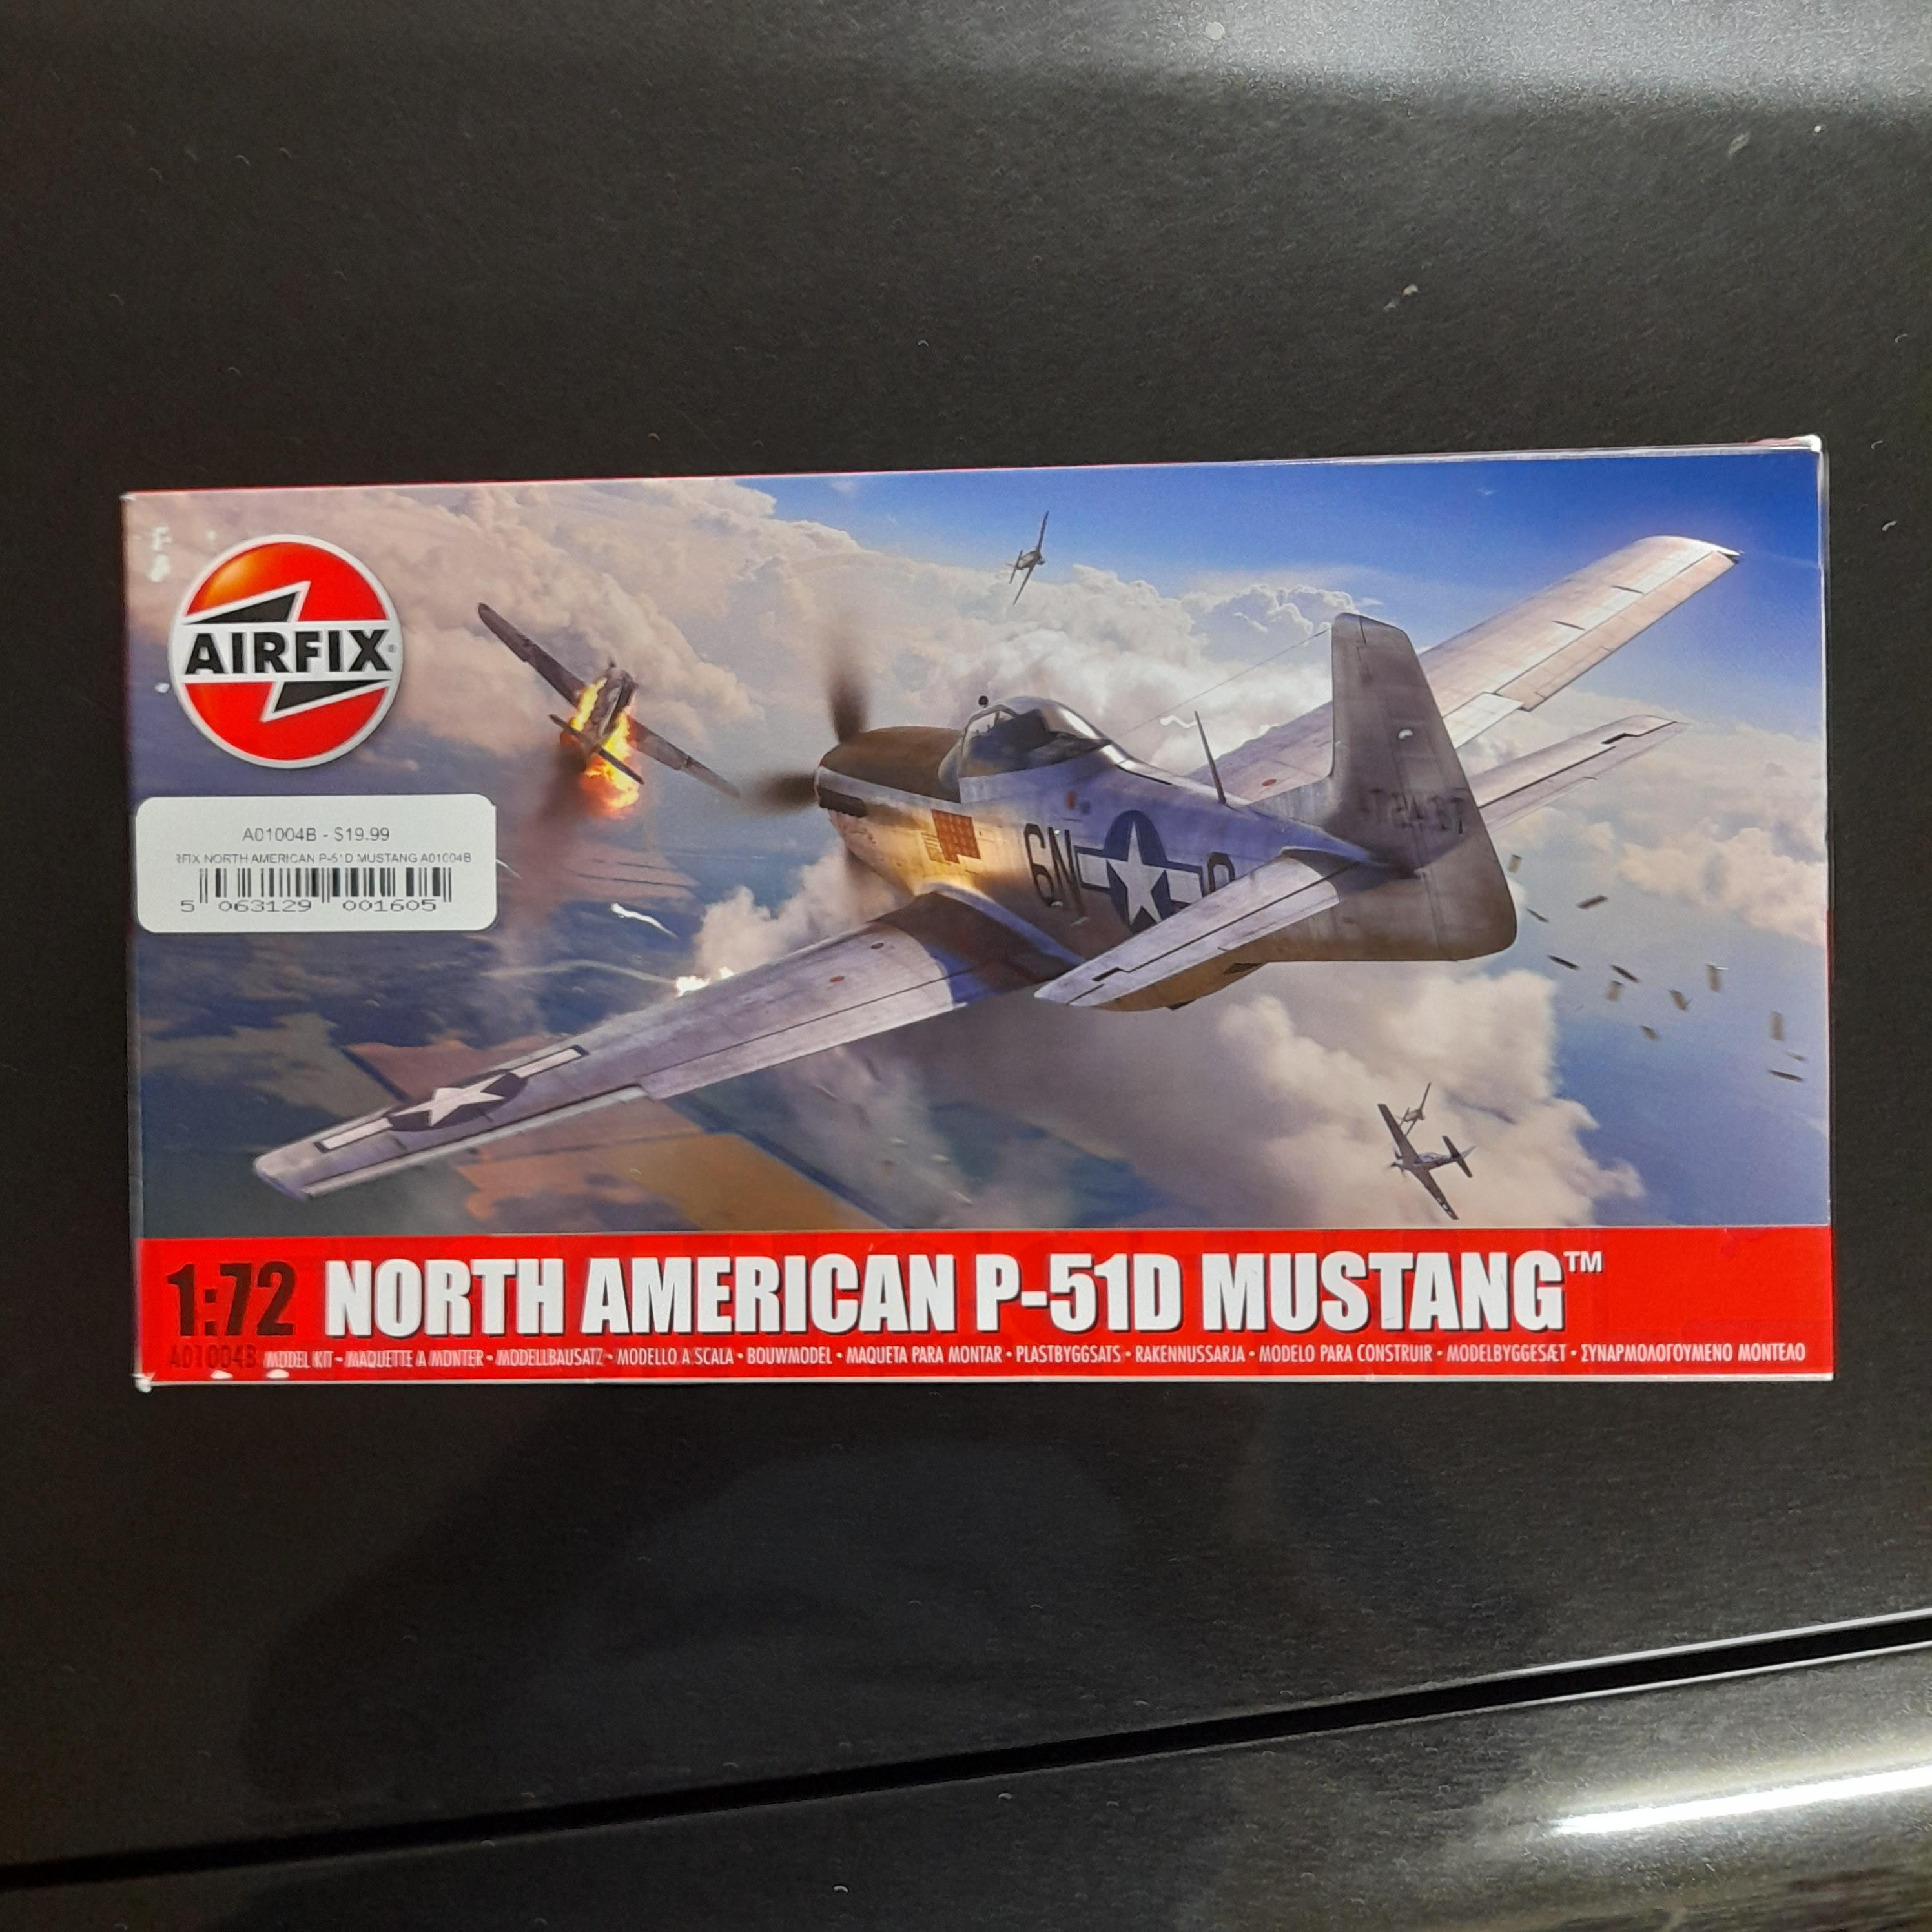 AIRFIX®
A01004B - $19.99
RFIX NORTH AMERICAN P-51D MUSTANG A01004B
5 063129 001605
6N
1:72 NORTH AMERICAN P-51D MUSTANG™
A01004B MODEL KIT • MAQUETTE A MONTER • MODELLBAUSATZ • MODELLO A SCALA • BOUWMODEL • MAQUETA PARA MONTAR • PLASTBYGGSATS • RAKENNUSSARJA • MODELO PARA CONSTRUIR • MODELBYGGESÆT • ΣΥΝΑΡΜΟΛΟΓΟΥΜΕΝΟ ΜΟΝΤΕΛΟ